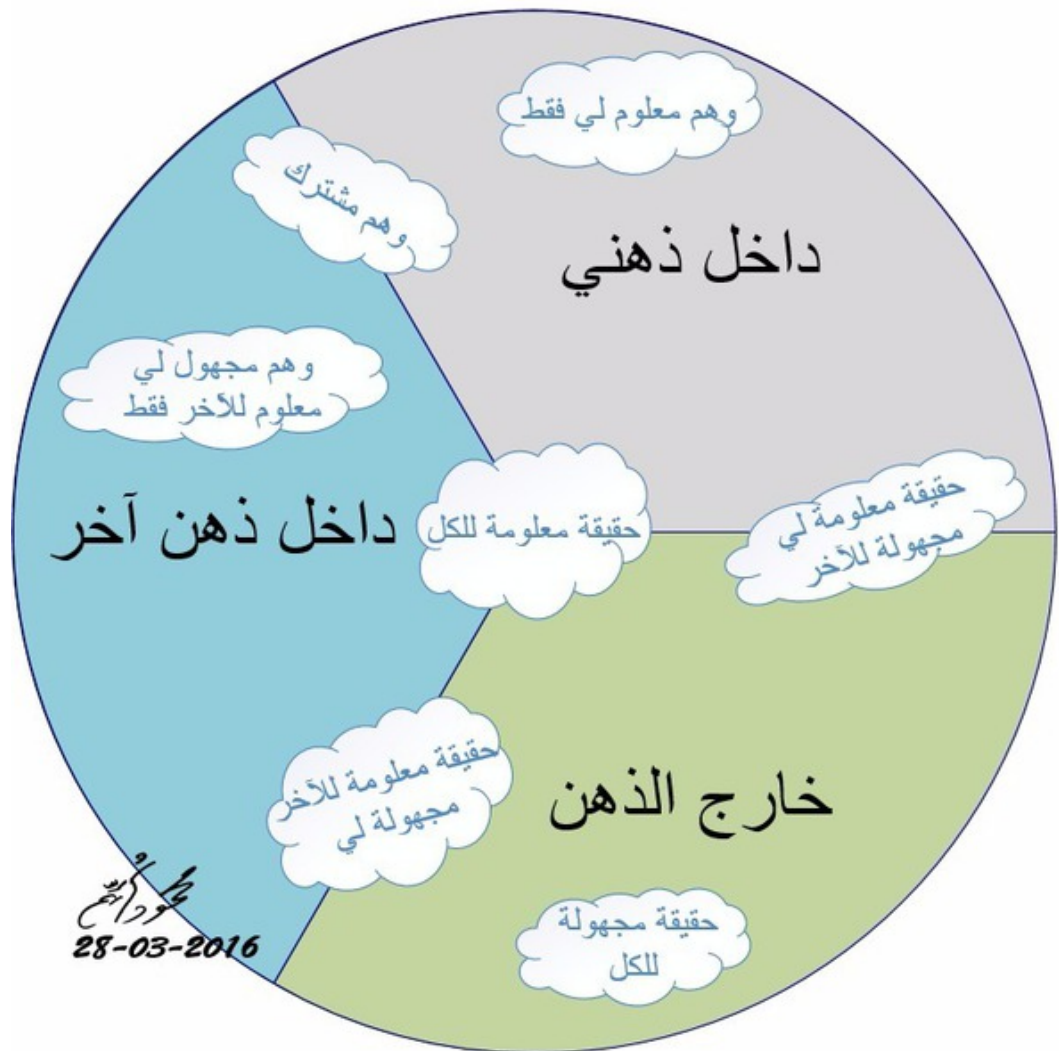 وهم معلوم لي فقط
وهم مشترك
داخل ذهني
وهم مجهول لي
معلوم للآخر فقط
داخل ذهن آخر
حقيقة معلومة للكل
حقيقة معلومة لي
مجهولة للآخر
حقيقة معلومة للآخر
مجهولة لي
خارج الذهن
حقيقة مجهولة
للكل
28-03-2016